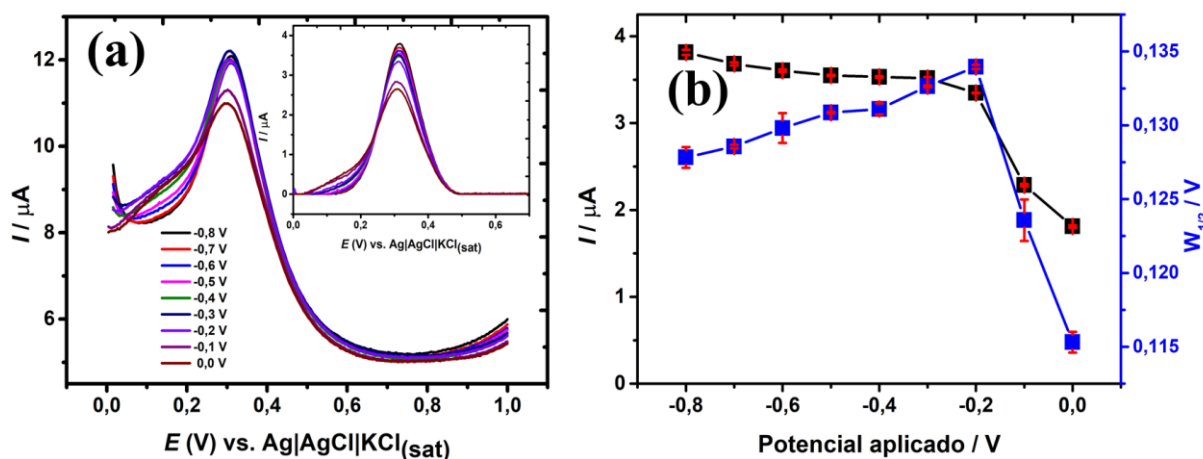 (a)
I / µA
12
10
8
6
0,0 0,2 0,4 0,6 0,8 1,0
E (V) vs. Ag|AgCl|KCl(sat)
-0,8 V
-0,7 V
-0,6 V
-0,5 V
-0,4 V
-0,3 V
-0,2 V
-0,1 V
0,0 V
I / µA
4
3
2
1
0
0,0 0,2 0,4 0,6
E (V) vs. Ag|AgCl|KCl(sat)
(b)
I / µA
4
3
2
1
0
-0,8 -0,6 -0,4 -0,2 0,0
Potencial aplicado / V
0,135
0,130
0,125
0,120
0,115
W1/2 / V